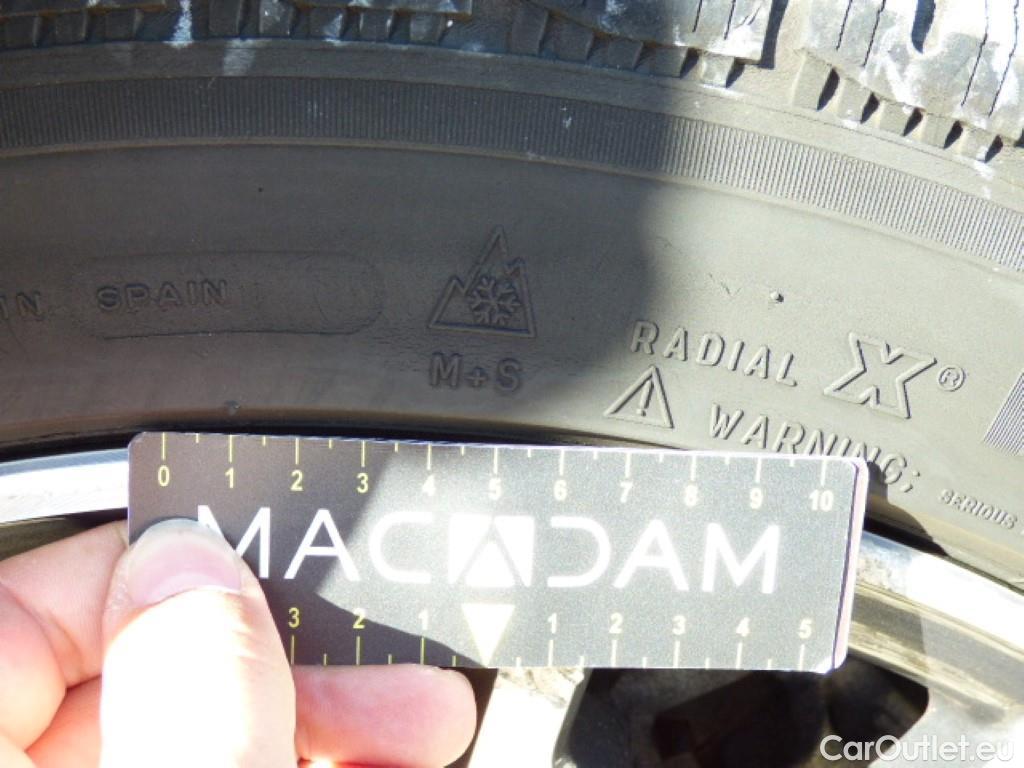 SPAIN
M+S
RADIAL X®
WARNING;
SERIOUS
0 1 2 3 4 5 6 7 8 9 10
MACADAM
3 2 1 1 2 3 4 5
CarOutlet.eu